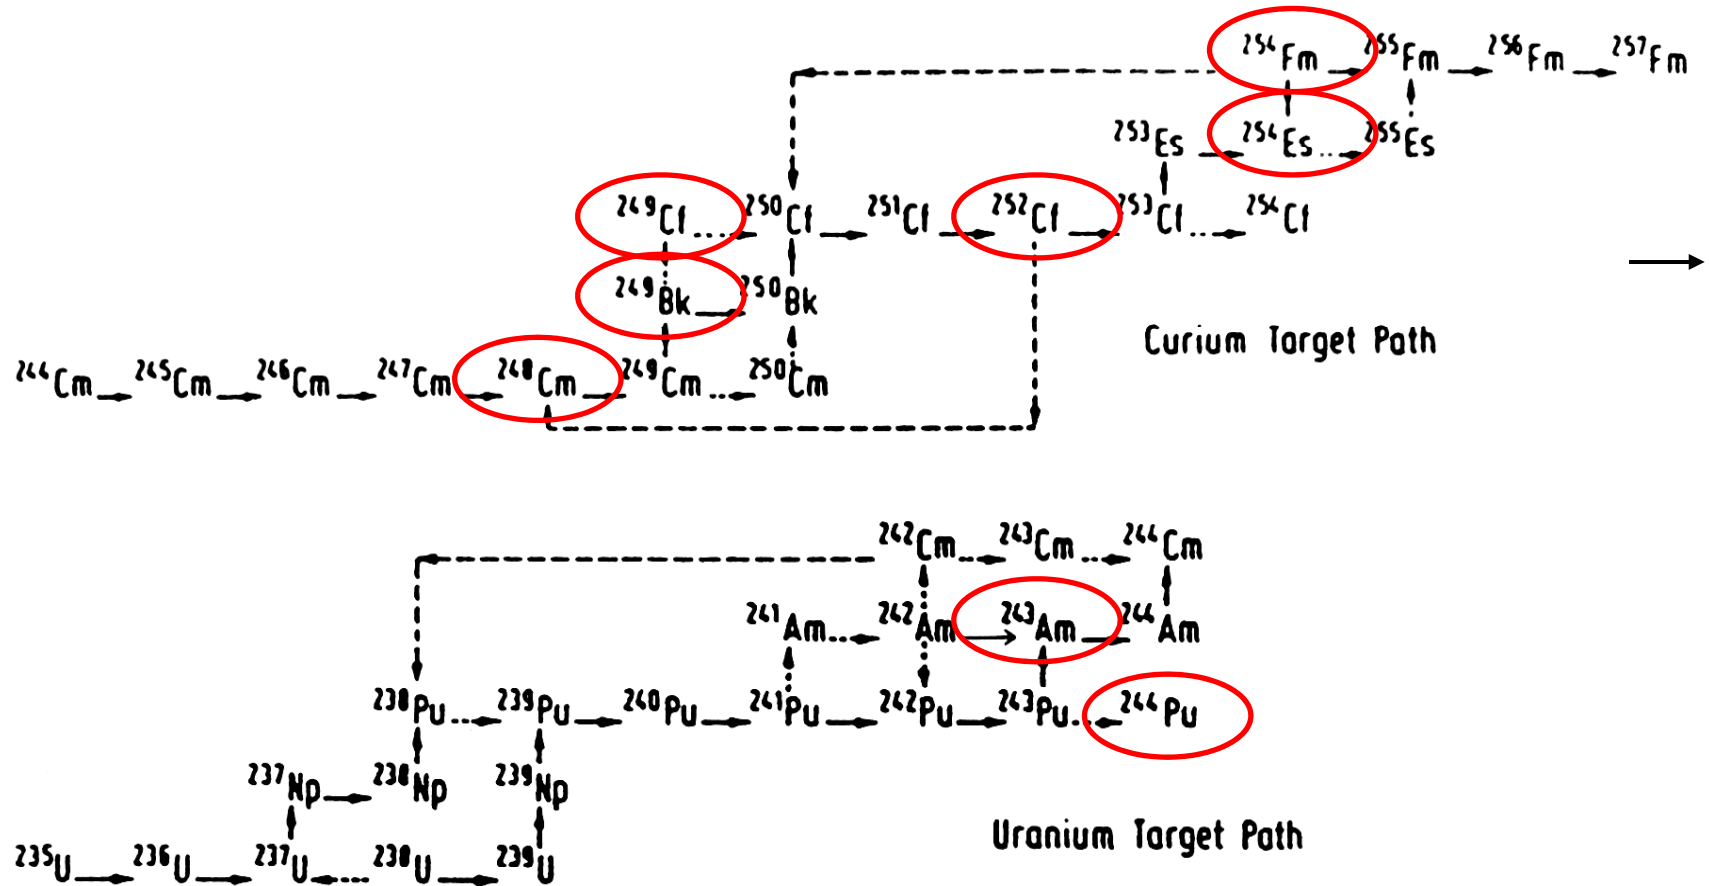 ²⁵⁴Fm ²⁵⁵Fm ²⁵⁶Fm ²⁵⁷Fm
²⁵³Es ²⁵⁴Es ²⁵⁵Es
²⁴⁹Cf ²⁵⁰Cf ²⁵¹Cf ²⁵²Cf ²⁵³Cf ²⁵⁴Cf
²⁴⁹Bk ²⁵⁰Bk
Curium Target Path
²⁴⁴Cm ²⁴⁵Cm ²⁴⁶Cm ²⁴⁷Cm ²⁴⁸Cm ²⁴⁹Cm ²⁵⁰Cm
²⁴²Cm ²⁴³Cm ²⁴⁴Cm
²⁴¹Am ²⁴²Am ²⁴³Am ²⁴⁴Am
²³⁸Pu ²³⁹Pu ²⁴⁰Pu ²⁴¹Pu ²⁴²Pu ²⁴³Pu ²⁴⁴Pu
²³⁷Np ²³⁸Np ²³⁹Np
Uranium Target Path
²³⁵U ²³⁶U ²³⁷U ²³⁸U ²³⁹U